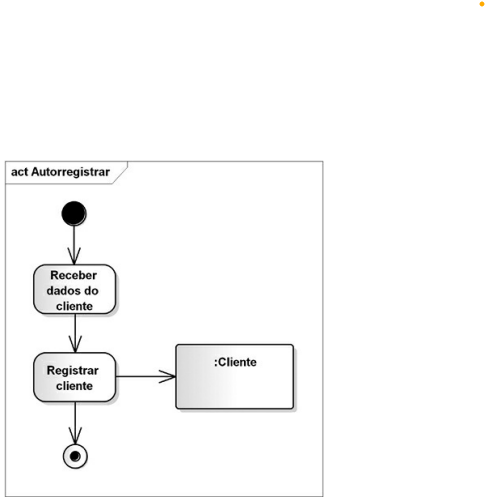 act Autorregistrar
Receber
dados do
cliente
Registrar
cliente
:Cliente